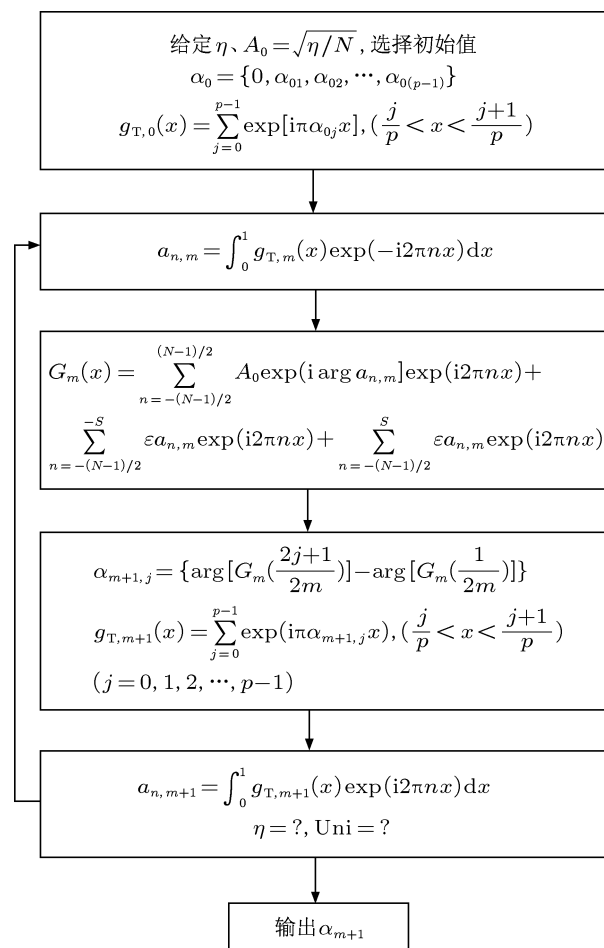 给定η、A₀=√(η/N), 选择初始值
α₀={0, α₀₁, α₀₂, ⋯, α₀₍ₚ₋₁₎}
g_{T,0}(x)=∑_{j=0}^{p-1} exp[iπα_{0j}x], (j/p<x<(j+1)/p)
a_{n,m}=∫_0^1 g_{T,m}(x)exp(-i2πnx)dx
G_m(x)=∑_{n=-(N-1)/2}^{(N-1)/2} A₀exp(i arg a_{n,m}]exp(i2πnx)+
∑_{n=-(N-1)/2}^{-S} εa_{n,m}exp(i2πnx)+∑_{n=-(N-1)/2}^{S} εa_{n,m}exp(i2πnx)
α_{m+1,j}={arg[G_m((2j+1)/2m)]-arg[G_m(1/2m)]}
g_{T,m+1}(x)=∑_{j=0}^{p-1} exp(iπα_{m+1,j}x), (j/p<x<(j+1)/p)
(j=0, 1, 2, ⋯, p-1)
a_{n,m+1}=∫_0^1 g_{T,m+1}(x)exp(i2πnx)dx
η=?, Uni=?
输出α_{m+1}